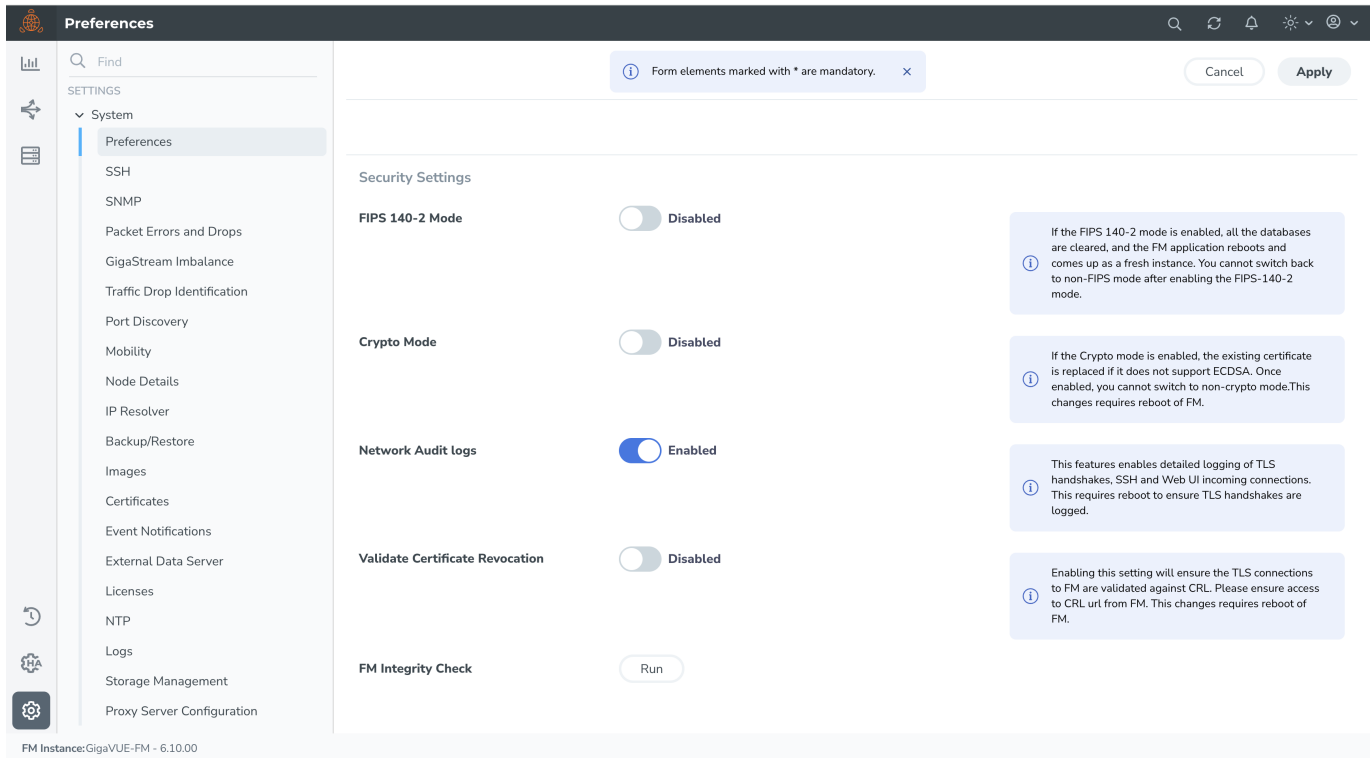 Preferences
Find
SETTINGS
System
Preferences
SSH
SNMP
Packet Errors and Drops
GigaStream Imbalance
Traffic Drop Identification
Port Discovery
Mobility
Node Details
IP Resolver
Backup/Restore
Images
Certificates
Event Notifications
External Data Server
Licenses
NTP
Logs
Storage Management
Proxy Server Configuration
HA
Form elements marked with * are mandatory.
Cancel
Apply
Security Settings
FIPS 140-2 Mode
Disabled
If the FIPS 140-2 mode is enabled, all the databases
are cleared, and the FM application reboots and
comes up as a fresh instance. You cannot switch back
to non-FIPS mode after enabling the FIPS-140-2
mode.
Crypto Mode
Disabled
If the Crypto mode is enabled, the existing certificate
is replaced if it does not support ECDSA. Once
enabled, you cannot switch to non-crypto mode.This
changes requires reboot of FM.
Network Audit logs
Enabled
This features enables detailed logging of TLS
handshakes, SSH and Web UI incoming connections.
This requires reboot to ensure TLS handshakes are
logged.
Validate Certificate Revocation
Disabled
Enabling this setting will ensure the TLS connections
to FM are validated against CRL. Please ensure access
to CRL url from FM. This changes requires reboot of
FM.
FM Integrity Check
Run
FM Instance:GigaVUE-FM - 6.10.00